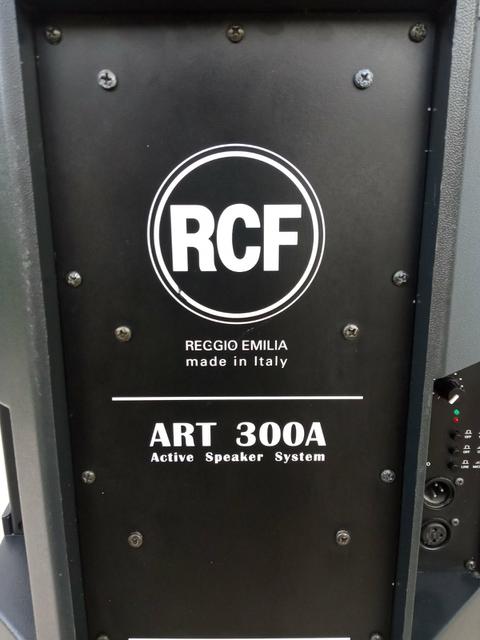 RCF
REGGIO EMILIA
made in Italy
ART 300A
Active Speaker System